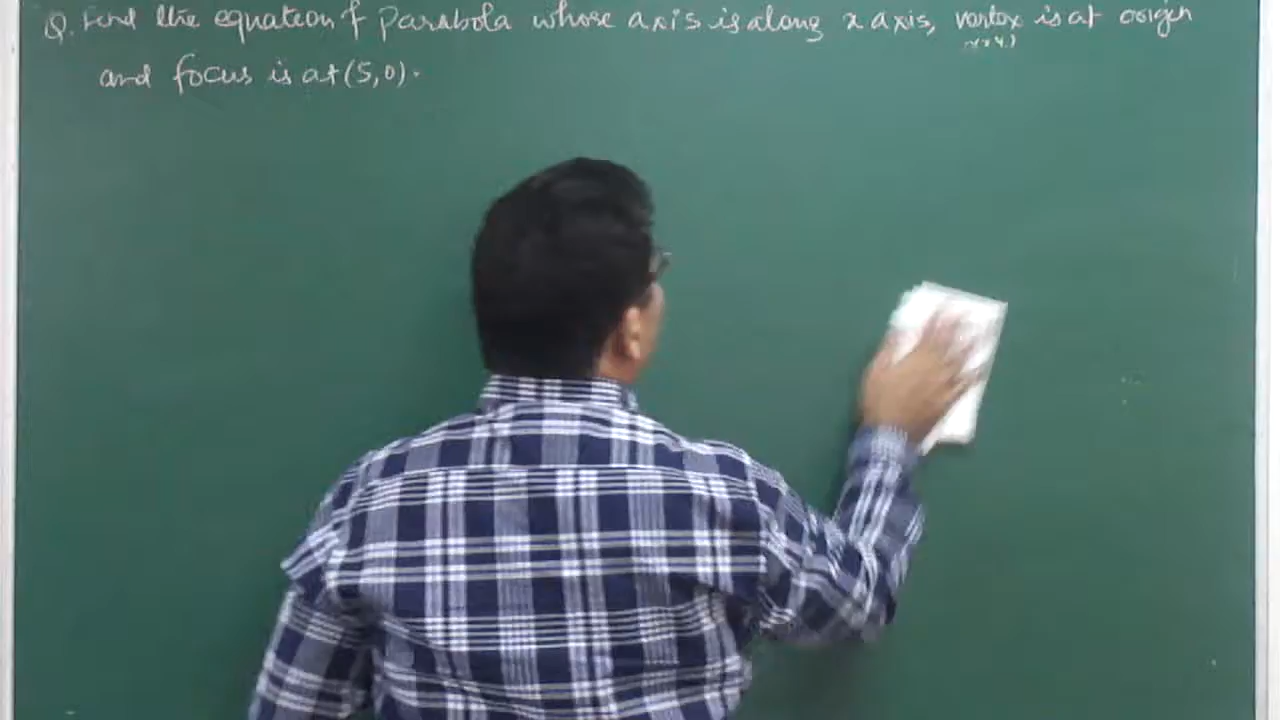 Q. Find the equation of parabola whose axis is along x axis, vertex is at origin
and focus is at (5,0).